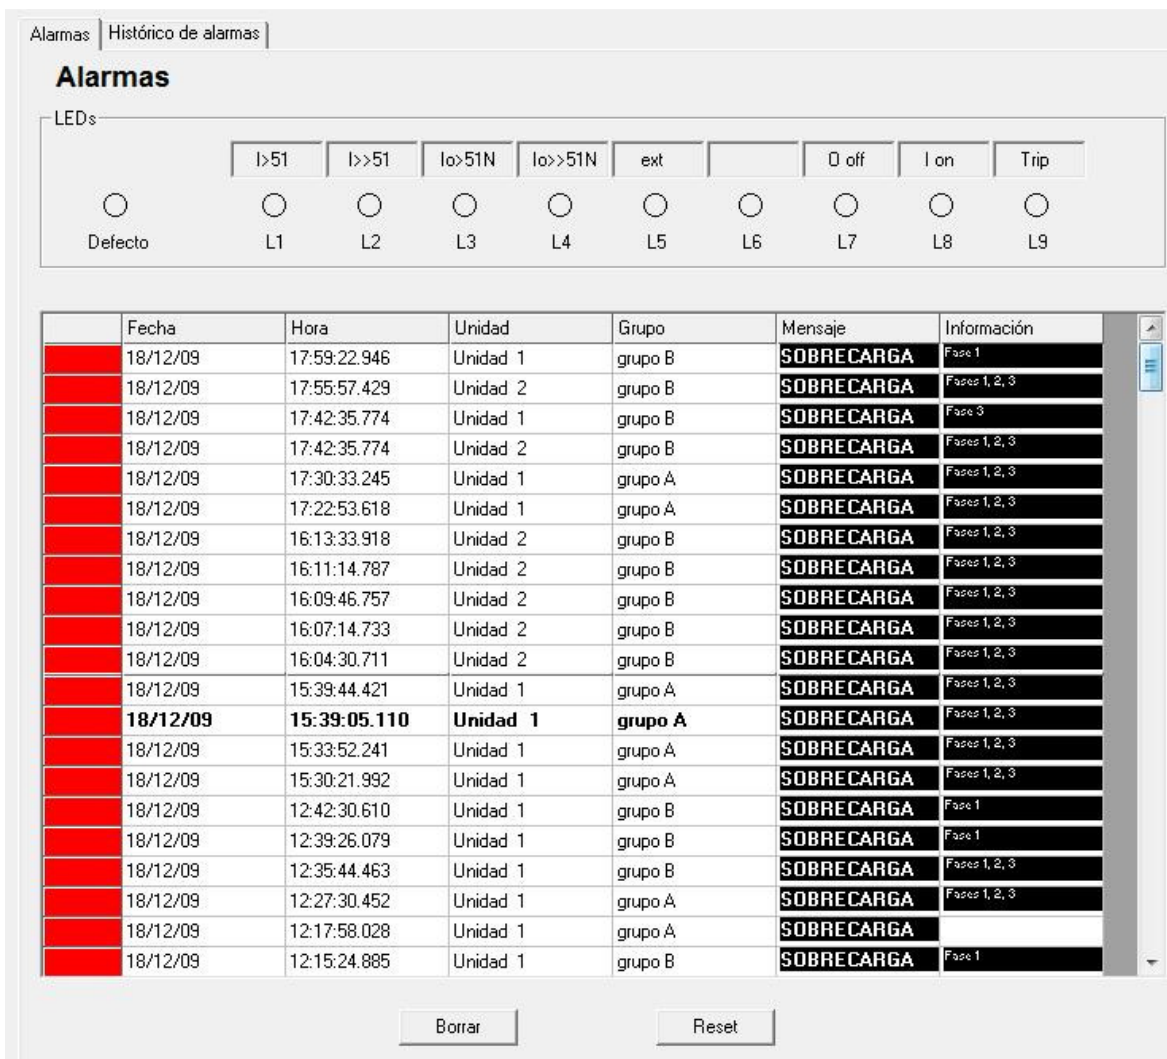 Alarmas Histórico de alarmas
Alarmas
LEDs
I>51 I>>51 Io>51N Io>>51N ext O off I on Trip
Defecto L1 L2 L3 L4 L5 L6 L7 L8 L9
Fecha Hora Unidad Grupo Mensaje Información
18/12/09 17:59:22.946 Unidad 1 grupo B SOBRECARGA Fase 1
18/12/09 17:55:57.429 Unidad 2 grupo B SOBRECARGA Fases 1, 2, 3
18/12/09 17:42:35.774 Unidad 1 grupo B SOBRECARGA Fase 3
18/12/09 17:42:35.774 Unidad 2 grupo B SOBRECARGA Fases 1, 2, 3
18/12/09 17:30:33.245 Unidad 1 grupo A SOBRECARGA Fases 1, 2, 3
18/12/09 17:22:53.618 Unidad 1 grupo A SOBRECARGA Fases 1, 2, 3
18/12/09 16:13:33.918 Unidad 2 grupo B SOBRECARGA Fases 1, 2, 3
18/12/09 16:11:14.787 Unidad 2 grupo B SOBRECARGA Fases 1, 2, 3
18/12/09 16:09:46.757 Unidad 2 grupo B SOBRECARGA Fases 1, 2, 3
18/12/09 16:07:14.733 Unidad 2 grupo B SOBRECARGA Fases 1, 2, 3
18/12/09 16:04:30.711 Unidad 2 grupo B SOBRECARGA Fases 1, 2, 3
18/12/09 15:39:44.421 Unidad 1 grupo A SOBRECARGA Fases 1, 2, 3
18/12/09 15:39:05.110 Unidad 1 grupo A SOBRECARGA Fases 1, 2, 3
18/12/09 15:33:52.241 Unidad 1 grupo A SOBRECARGA Fases 1, 2, 3
18/12/09 15:30:21.992 Unidad 1 grupo A SOBRECARGA Fases 1, 2, 3
18/12/09 12:42:30.610 Unidad 1 grupo B SOBRECARGA Fase 1
18/12/09 12:39:26.079 Unidad 1 grupo B SOBRECARGA Fase 1
18/12/09 12:35:44.463 Unidad 1 grupo B SOBRECARGA Fases 1, 2, 3
18/12/09 12:27:30.452 Unidad 1 grupo A SOBRECARGA Fases 1, 2, 3
18/12/09 12:17:58.028 Unidad 1 grupo A SOBRECARGA
18/12/09 12:15:24.885 Unidad 1 grupo B SOBRECARGA Fase 1
Borrar Reset